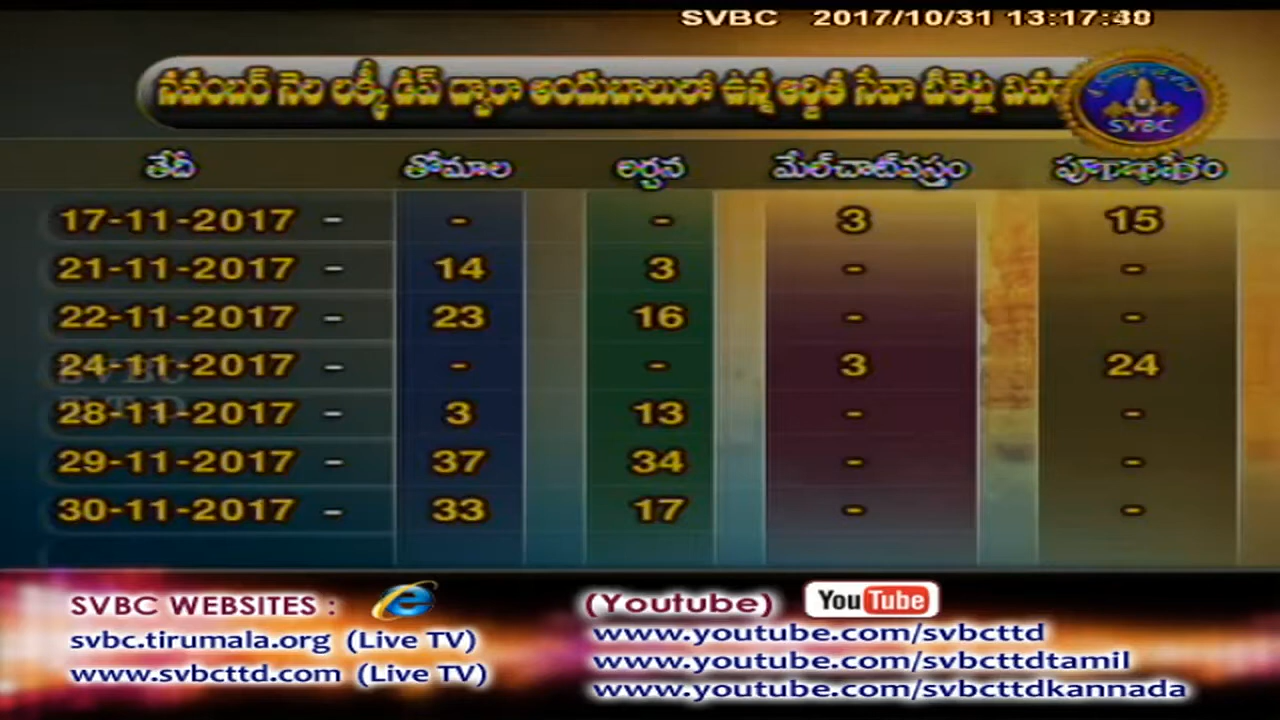 SVBC 2017/10/31 13:17:
నవంబర్ నెల లక్కీ డిప్ ద్వారా అందుబాటులో ఉన్న ఆర్జిత సేవా టికెట్ల
SVBC
తేదీ తోమాల అర్చన మేల్‌చాట్‌వస్త్రం
17-11-2017 - - - 3 15
21-11-2017 - 14 3 - -
22-11-2017 - 23 16 - -
24-11-2017 - - - 3 24
28-11-2017 - 3 13 - -
29-11-2017 - 37 34 - -
30-11-2017 - 33 17 - -
SVBC
TTD
SVBC WEBSITES :
svbc.tirumala.org (Live TV)
www.svbcttd.com (Live TV)
(Youtube) YouTube
www.youtube.com/svbcttd
www.youtube.com/svbcttdtamil
www.youtube.com/svbcttdkannada